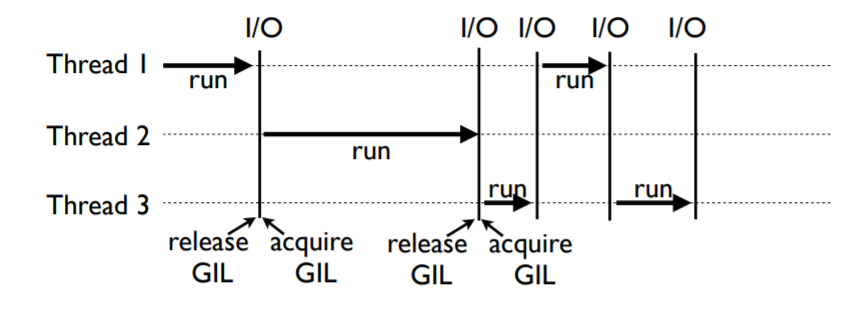 I/O I/O I/O I/O I/O
Thread 1
run
run
Thread 2
run
run
run
Thread 3
release acquire release acquire
GIL GIL GIL GIL